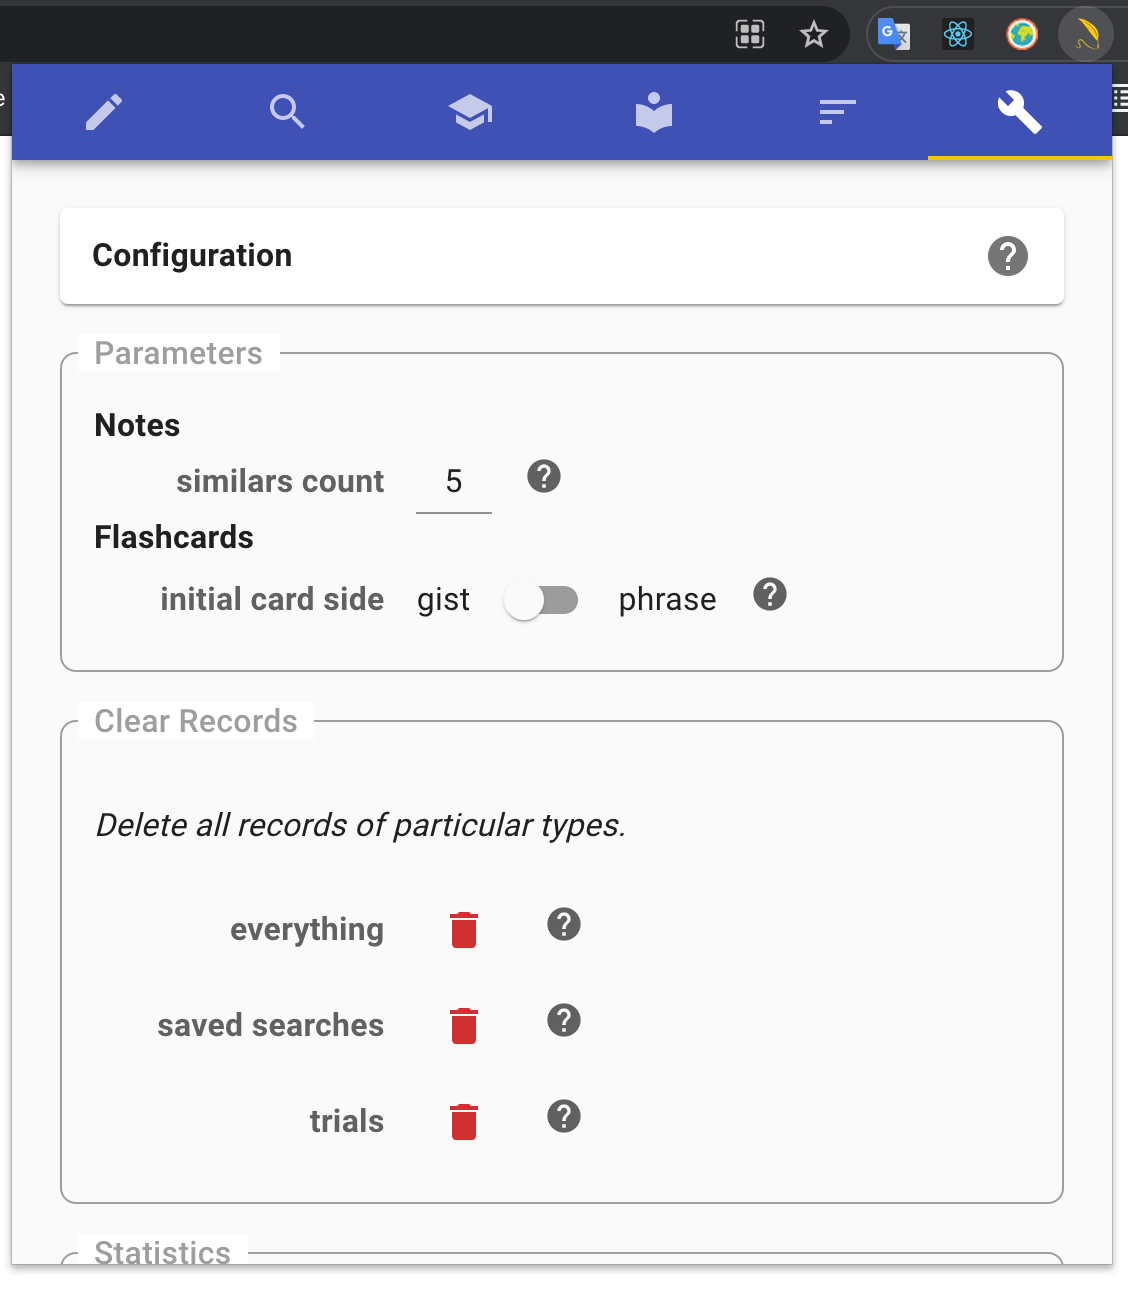 Configuration
Parameters
Notes
similars count 5
Flashcards
initial card side gist phrase
Clear Records
Delete all records of particular types.
everything
saved searches
trials
Statistics